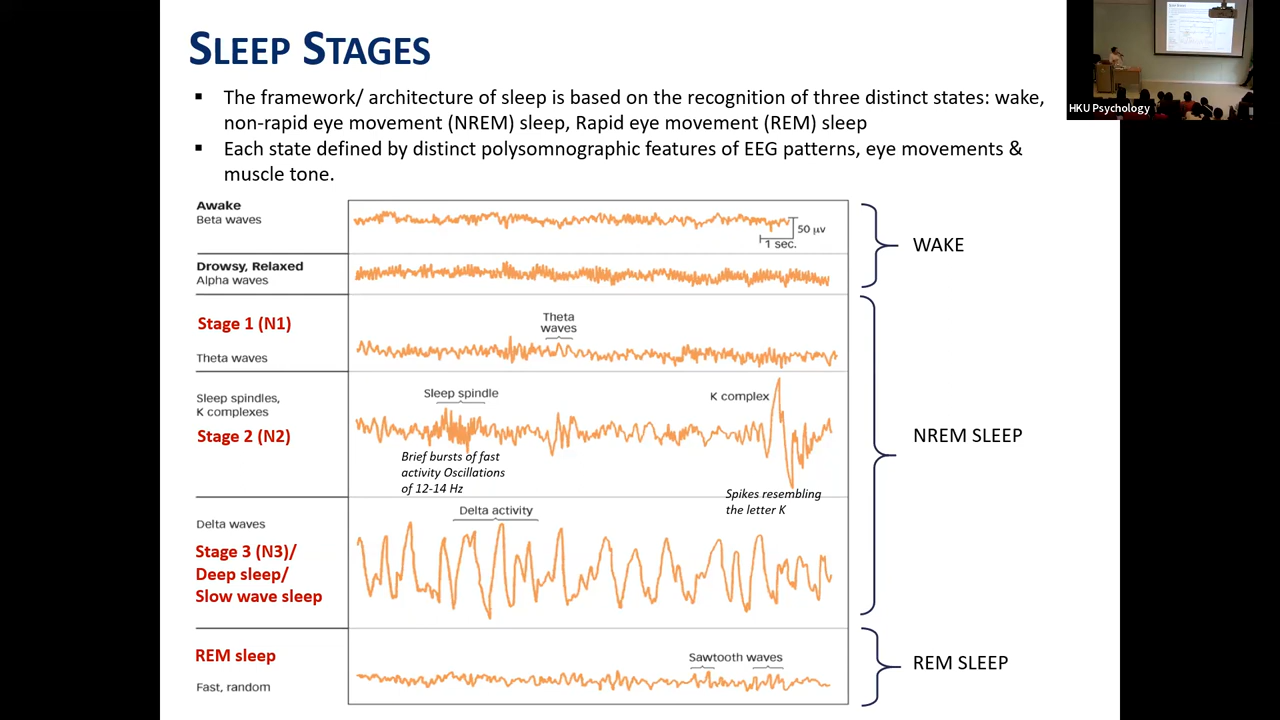 SLEEP STAGES
HKU Psychology
▪ The framework/ architecture of sleep is based on the recognition of three distinct states: wake,
non-rapid eye movement (NREM) sleep, Rapid eye movement (REM) sleep
▪ Each state defined by distinct polysomnographic features of EEG patterns, eye movements &
muscle tone.
Awake
Beta waves
50 μv
1 sec.
WAKE
Drowsy, Relaxed
Alpha waves
Stage 1 (N1)
Theta
waves
Theta waves
Sleep spindles,
K complexes
Stage 2 (N2)
Sleep spindle
K complex
Brief bursts of fast
activity Oscillations
of 12-14 Hz
Spikes resembling
the letter K
NREM SLEEP
Delta waves
Delta activity
Stage 3 (N3)/
Deep sleep/
Slow wave sleep
REM sleep
Sawtooth waves
Fast, random
REM SLEEP